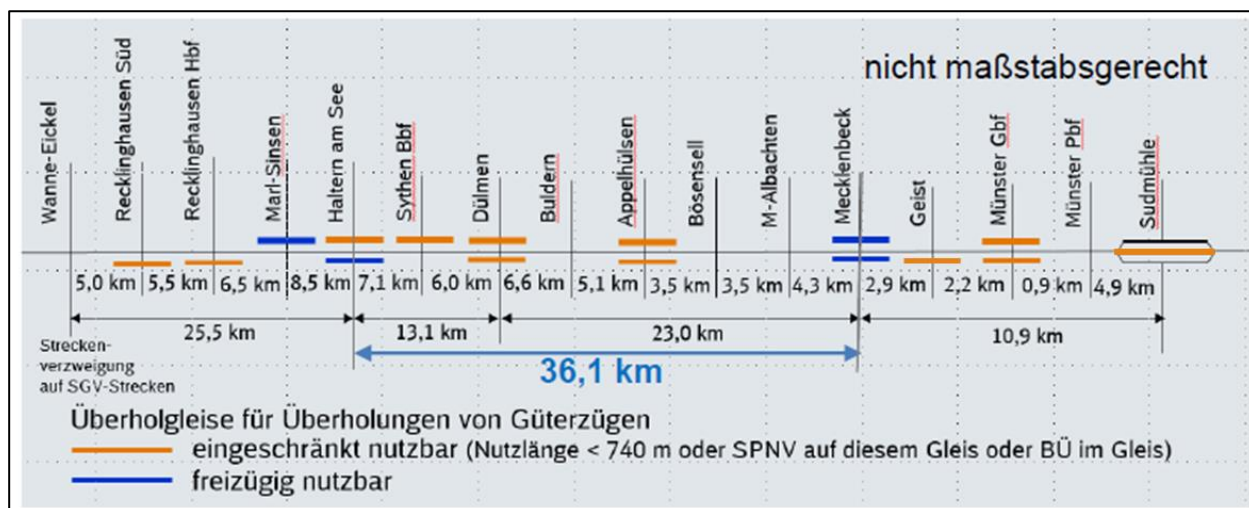 nicht maßstabsgerecht
Wanne-Eickel
Recklinghausen Süd
Recklinghausen Hbf
Marl-Sinsen
Haltern am See
Sythen Bbf
Dülmen
Buldern
Appelhülsen
Bösensell
M-Albachten
Mecklenbeck
Geist
Münster Gbf
Münster Pbf
Sudmühle
5,0 km 5,5 km 6,5 km 8,5 km 7,1 km 6,0 km 6,6 km 5,1 km 3,5 km 3,5 km 4,3 km 2,9 km 2,2 km 0,9 km 4,9 km
25,5 km 13,1 km 23,0 km 10,9 km
36,1 km
Strecken-
verzweigung
auf SGV-Strecken
Überholgleise für Überholungen von Güterzügen
eingeschränkt nutzbar (Nutzlänge < 740 m oder SPNV auf diesem Gleis oder BÜ im Gleis)
freizügig nutzbar